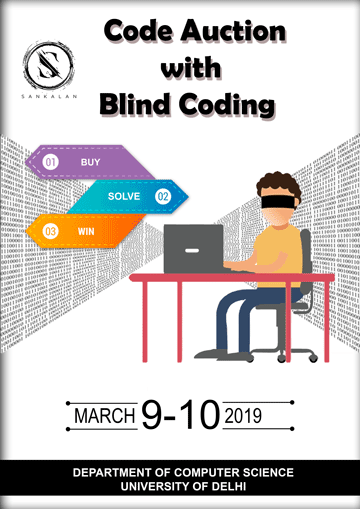 Code Auction
with
Blind Coding
S
SANKALAN
01 BUY
SOLVE 02
03 WIN
MARCH 9-10 2019
DEPARTMENT OF COMPUTER SCIENCE
UNIVERSITY OF DELHI